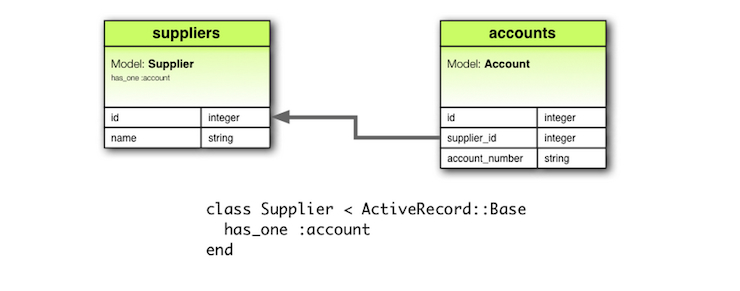 suppliers
Model: Supplier
has_one :account
id integer
name string
accounts
Model: Account
id integer
supplier_id integer
account_number string
class Supplier < ActiveRecord::Base
  has_one :account
end